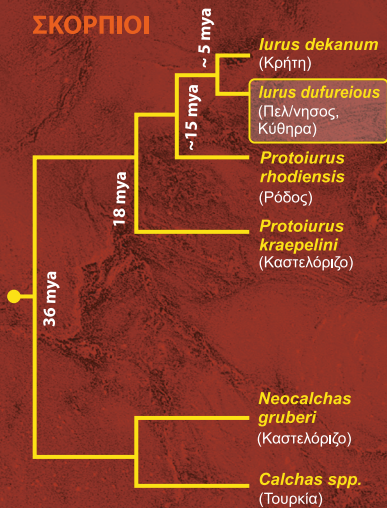 ΣΚΟΡΠΙΟΙ
~ 5 mya
Iurus dekanum
(Κρήτη)
Iurus dufureious
(Πελ/νησος,
Κύθηρα)
~15 mya
Protoiurus
rhodiensis
(Ρόδος)
18 mya
Protoiurus
kraepelini
(Καστελόριζο)
36 mya
Neocalchas
gruberi
(Καστελόριζο)
Calchas spp.
(Τουρκία)